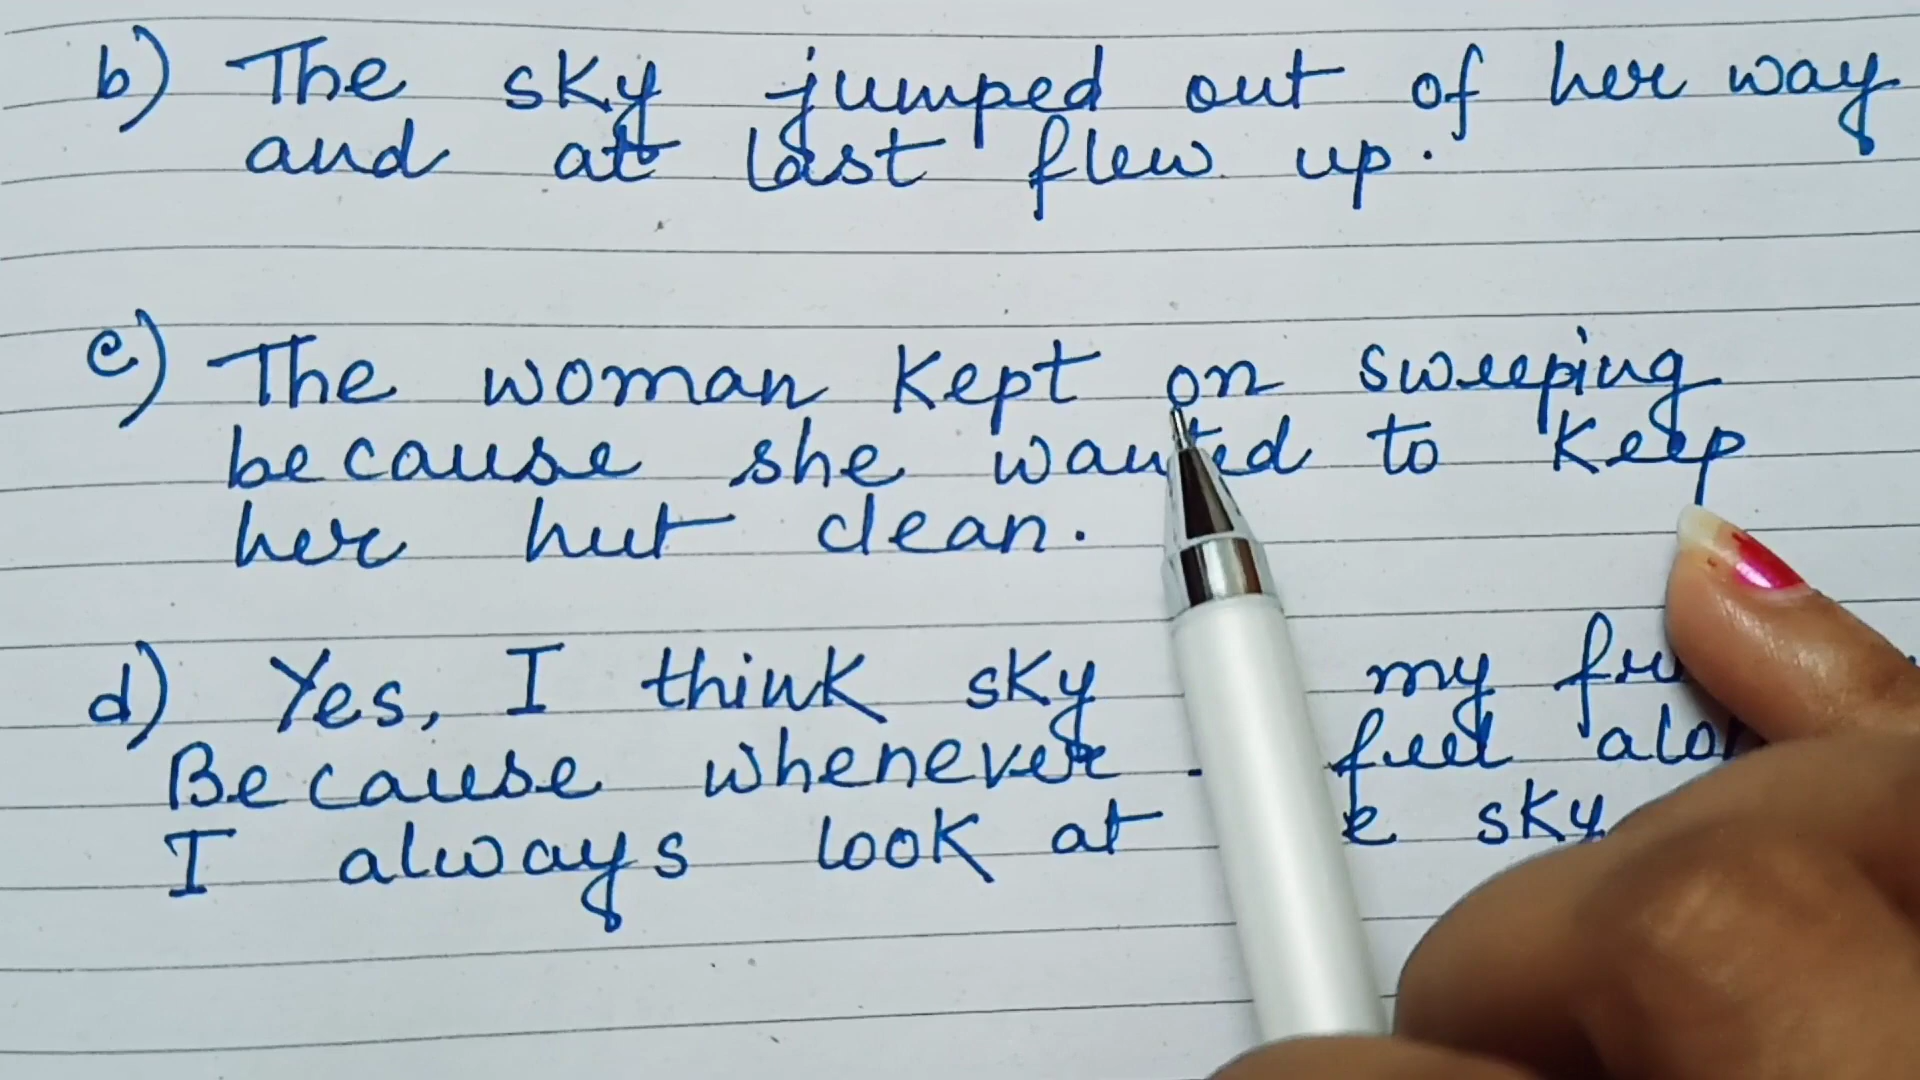 b) The sky jumped out of her way
and at last flew up.
c) The woman kept on sweeping
because she wanted to keep
her hut clean.
d) Yes, I think sky my
Because whenever feel
I always look at sky